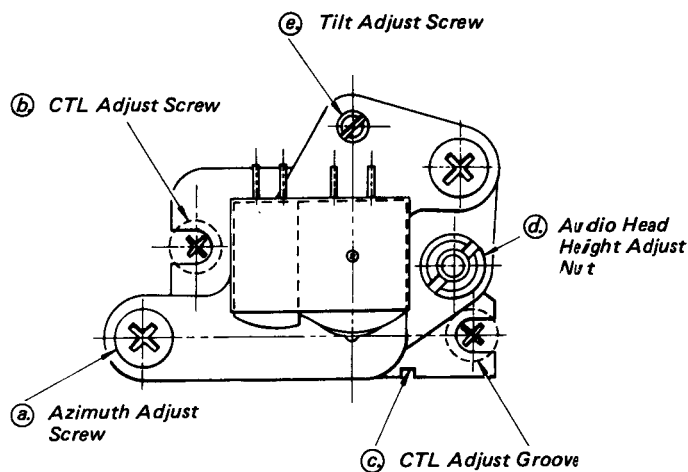 ⓔ. Tilt Adjust Screw
ⓑ. CTL Adjust Screw
ⓓ. Audio Head
Height Adjust
Nut
ⓐ. Azimuth Adjust
Screw
ⓒ. CTL Adjust Groove